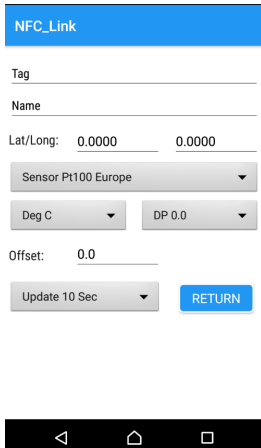 NFC_Link
Tag
Name
Lat/Long: 0.0000 0.0000
Sensor Pt100 Europe
Deg C DP 0.0
Offset: 0.0
Update 10 Sec RETURN